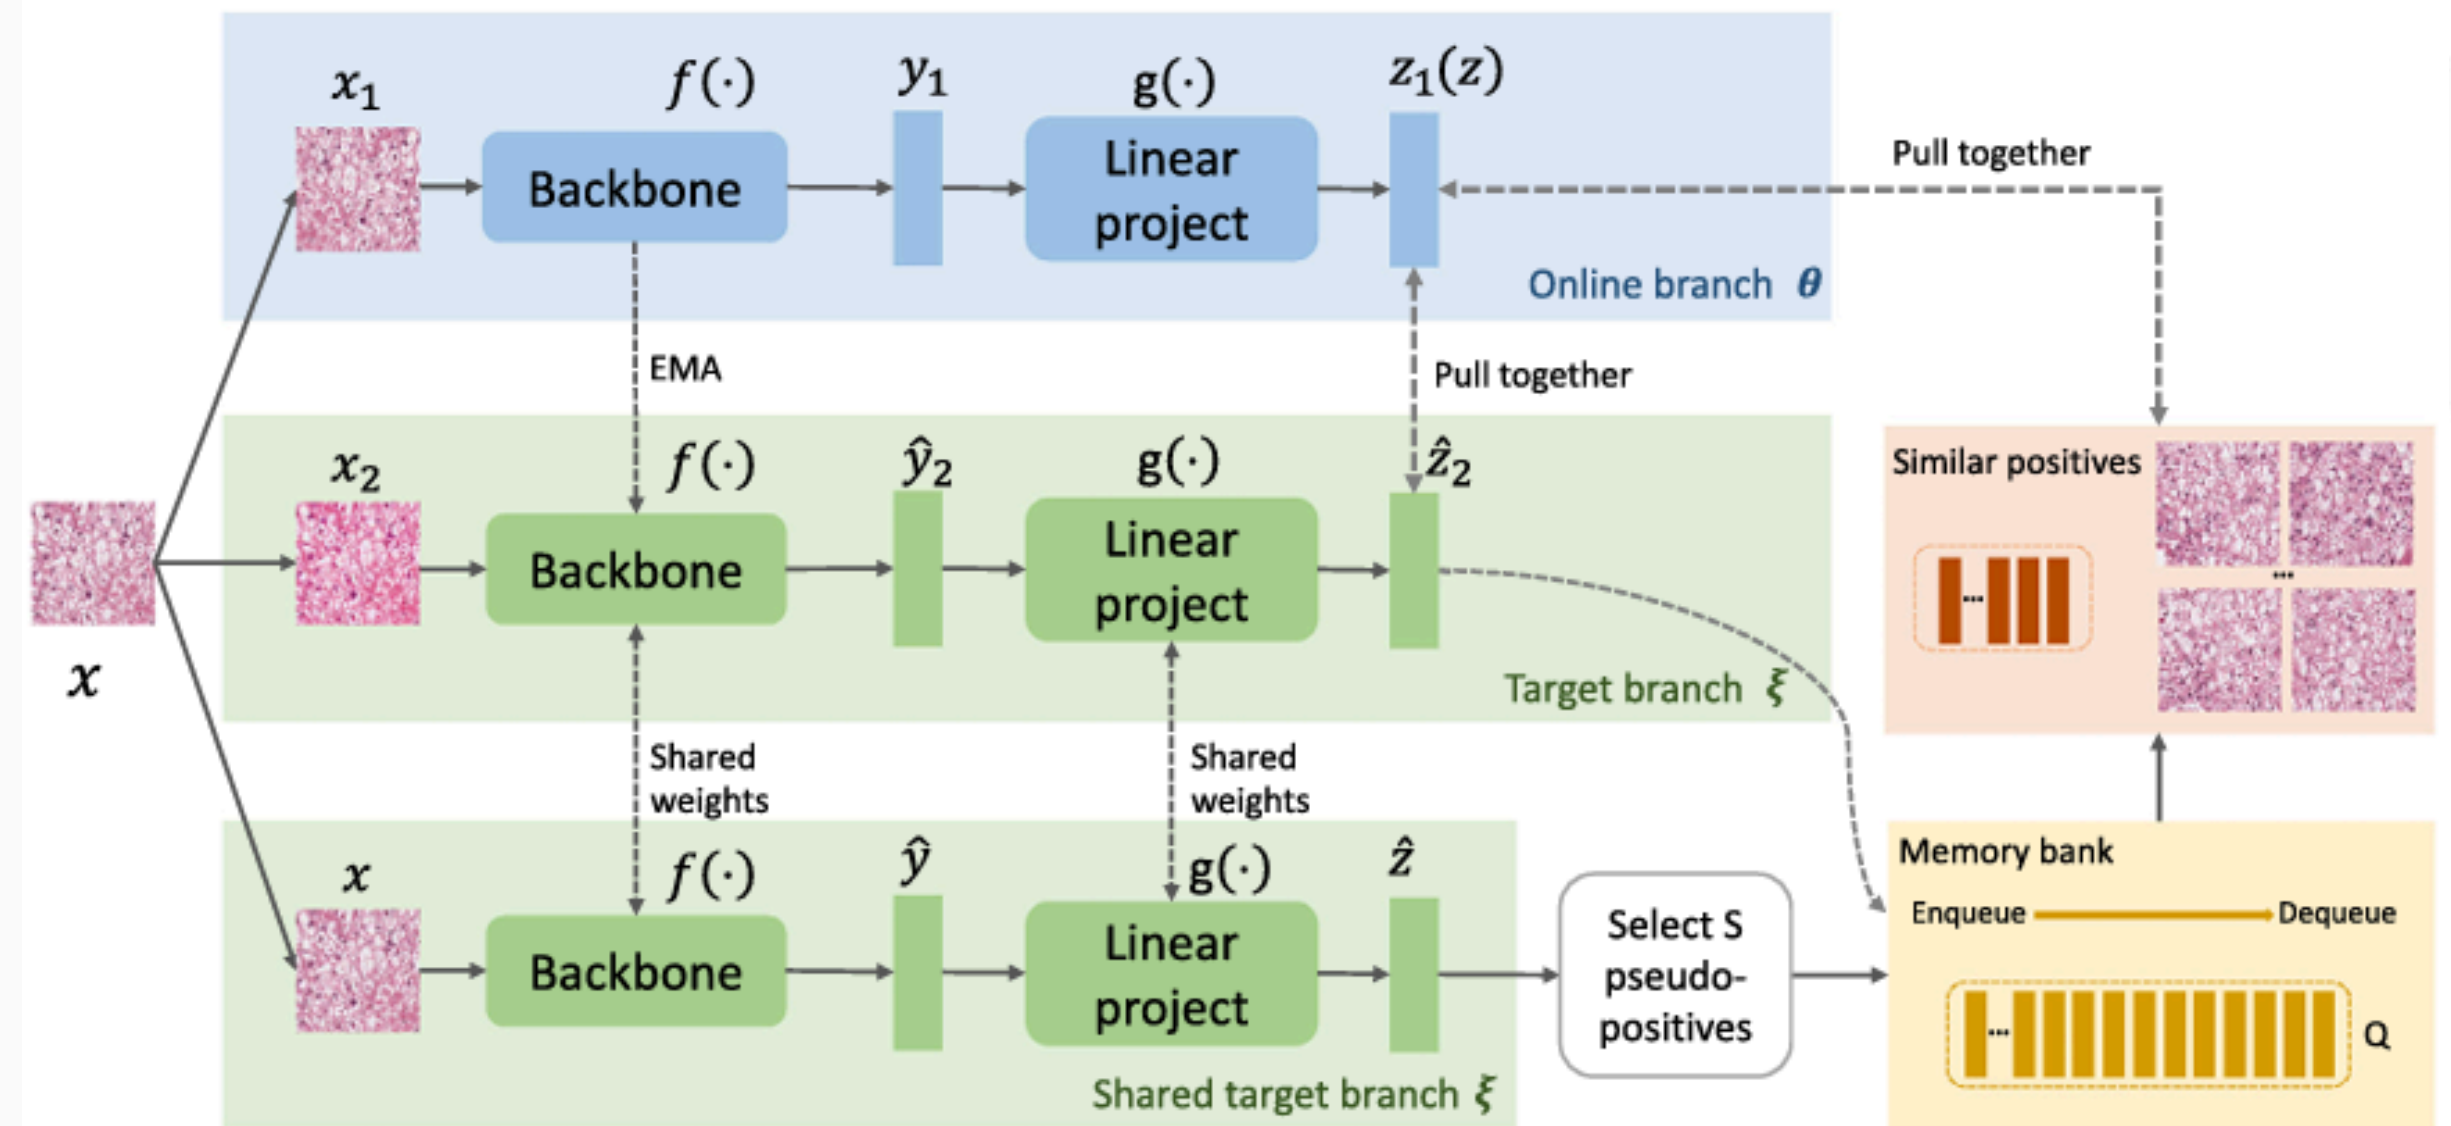 x₁
f(·)
y₁
g(·)
z₁(z)
Backbone
Linear
project
Pull together
Online branch θ
EMA
Pull together
x₂
f(·)
ŷ₂
g(·)
ẑ₂
Backbone
Linear
project
Target branch ξ
x
Similar positives
...
...
Shared
weights
Shared
weights
x
f(·)
ŷ
g(·)
ẑ
Backbone
Linear
project
Shared target branch ξ
Select S
pseudo-
positives
Memory bank
Enqueue
Dequeue
...
Q